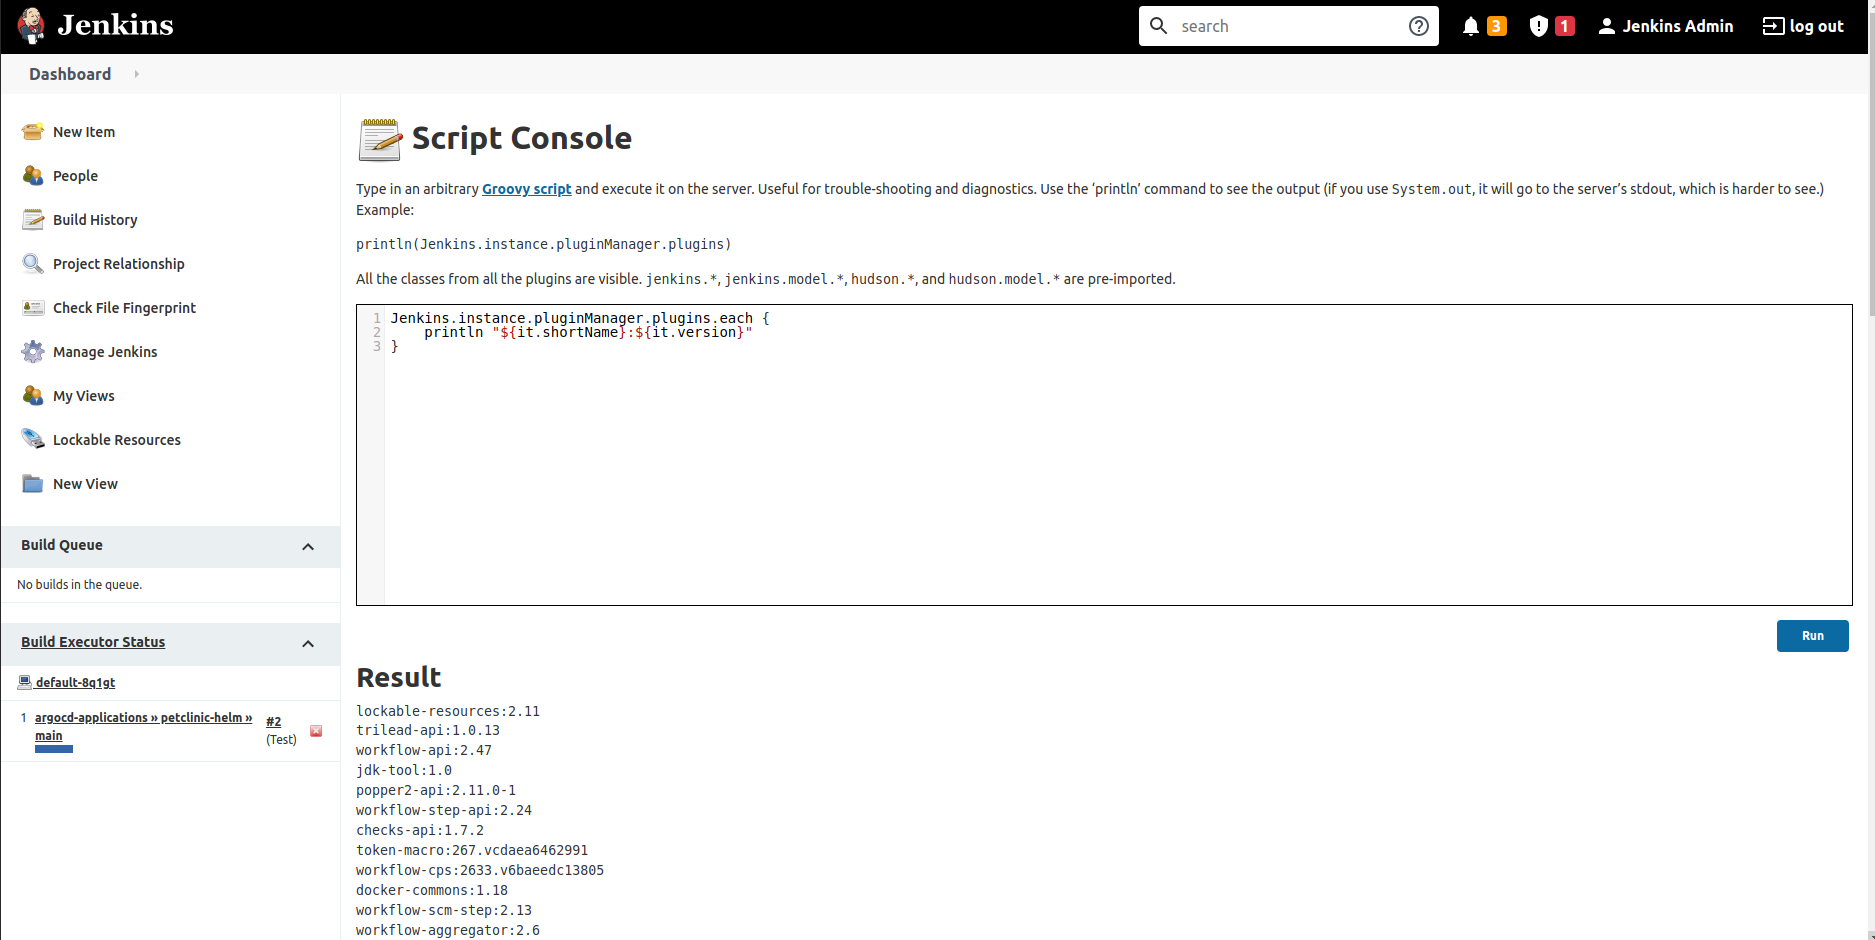 Jenkins
search
3
1
Jenkins Admin
log out
Dashboard
New Item
People
Build History
Project Relationship
Check File Fingerprint
Manage Jenkins
My Views
Lockable Resources
New View
Build Queue
No builds in the queue.
Build Executor Status
default-8q1gt
1 argocd-applications » petclinic-helm » #2
main (Test)
Script Console
Type in an arbitrary Groovy script and execute it on the server. Useful for trouble-shooting and diagnostics. Use the ‘println’ command to see the output (if you use System.out, it will go to the server’s stdout, which is harder to see.)
Example:
println(Jenkins.instance.pluginManager.plugins)
All the classes from all the plugins are visible. jenkins.*, jenkins.model.*, hudson.*, and hudson.model.* are pre-imported.
1 Jenkins.instance.pluginManager.plugins.each {
2     println "${it.shortName}:${it.version}"
3 }
Run
Result
lockable-resources:2.11
trilead-api:1.0.13
workflow-api:2.47
jdk-tool:1.0
popper2-api:2.11.0-1
workflow-step-api:2.24
checks-api:1.7.2
token-macro:267.vcdaea6462991
workflow-cps:2633.v6baeedc13805
docker-commons:1.18
workflow-scm-step:2.13
workflow-aggregator:2.6